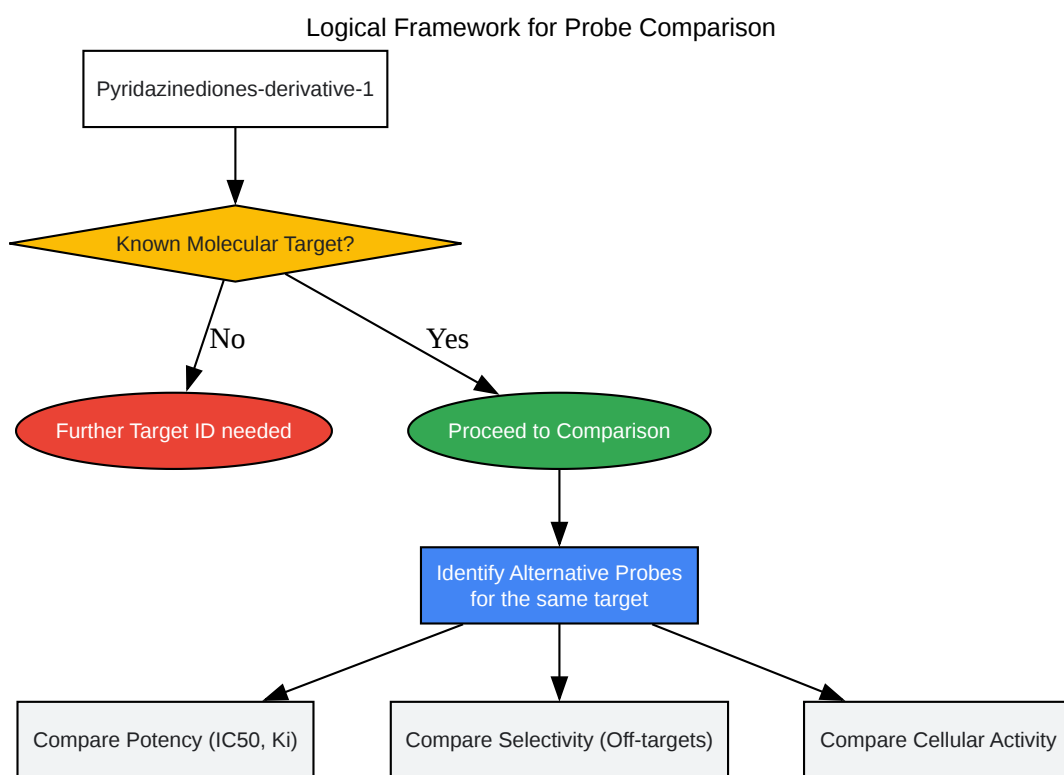 Logical Framework for Probe Comparison
Pyridazinediones-derivative-1
Known Molecular Target?
No
Yes
Further Target ID needed
Proceed to Comparison
Identify Alternative Probes
for the same target
Compare Potency (IC50, Ki)
Compare Selectivity (Off-targets)
Compare Cellular Activity